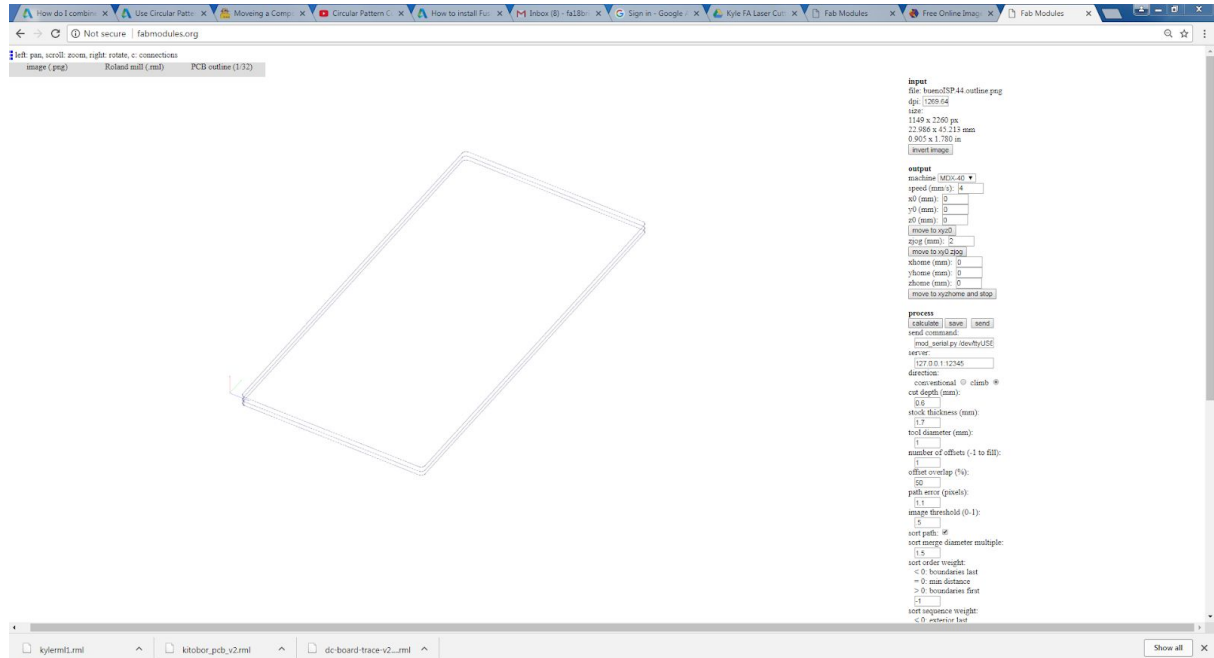 How do I combine
Use Circular Patte
Moveing a Comp
Circular Pattern C
How to install Fus
Inbox (8) - fa18bri
Sign in - Google A
Kyle FA Laser Cutt
Fab Modules
Free Online Image
Fab Modules
Not secure | fabmodules.org
left: pan, scroll: zoom, right: rotate, c: connections
image (.png) Roland mill (.rml) PCB outline (1/32)
input
file: buenoISP.44.outline.png
dpi: 1269.64
size:
1149 x 2260 px
22.986 x 45.213 mm
0.905 x 1.780 in
invert image
output
machine MDX-40
speed (mm/s): 4
x0 (mm): 0
y0 (mm): 0
z0 (mm): 0
move to xyz0
zjog (mm): 2
move to xy0 zjog
xhome (mm): 0
yhome (mm): 0
zhome (mm): 0
move to xyzhome and stop
process
calculate save send
send command:
mod_serial.py /dev/ttyUSE
server:
127.0.0.1:12345
direction:
conventional climb
cut depth (mm):
0.6
stock thickness (mm):
1.7
tool diameter (mm):
1
number of offsets (-1 to fill):
1
offset overlap (%):
50
path error (pixels):
1.1
image threshold (0-1):
.5
sort path:
sort merge diameter multiple:
1.5
sort order weight:
< 0: boundaries last
= 0: min distance
> 0: boundaries first
-1
sort sequence weight:
< 0: exterior last
kylerml1.rml
kitobor_pcb_v2.rml
dc-board-trace-v2....rml
Show all